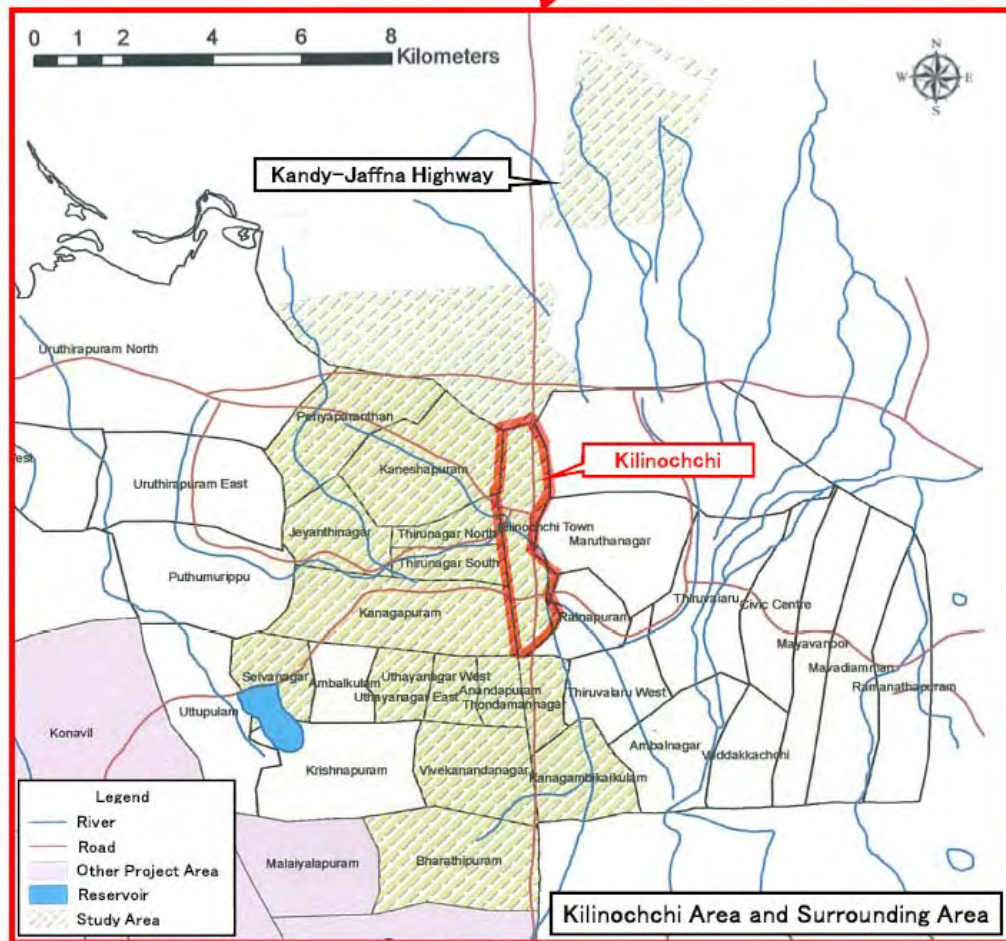 0 1 2 4 6 8
Kilometers
N
W E
S
Kandy-Jaffna Highway
Uruthirapuram North
Periyaparanthan
Kaneshapuram
Kilinochchi
est
Uruthirapuram East
Jeyanthinagar
Thirunagar North
Kilinochchi Town
Maruthanagar
Thirunagar South
Puthumurippu
Kanagapuram
Ratnapuram
Thiruvaiaru
Civic Centre
Mayavanoor
Mavadiamman
Ramanathapuram
Selvanagar
Ambalkulam
Uthayanagar West
Uthayanagar East
Anandapuram
Thondamannagar
Thiruvaiaru West
Uttupulam
Konavil
Krishnapuram
Vivekanandanagar
Kanagambikaikulam
Ambalnagar
Vaddakkachchi
Malaiyalapuram
Bharathipuram
Legend
River
Road
Other Project Area
Reservoir
Study Area
Kilinochchi Area and Surrounding Area